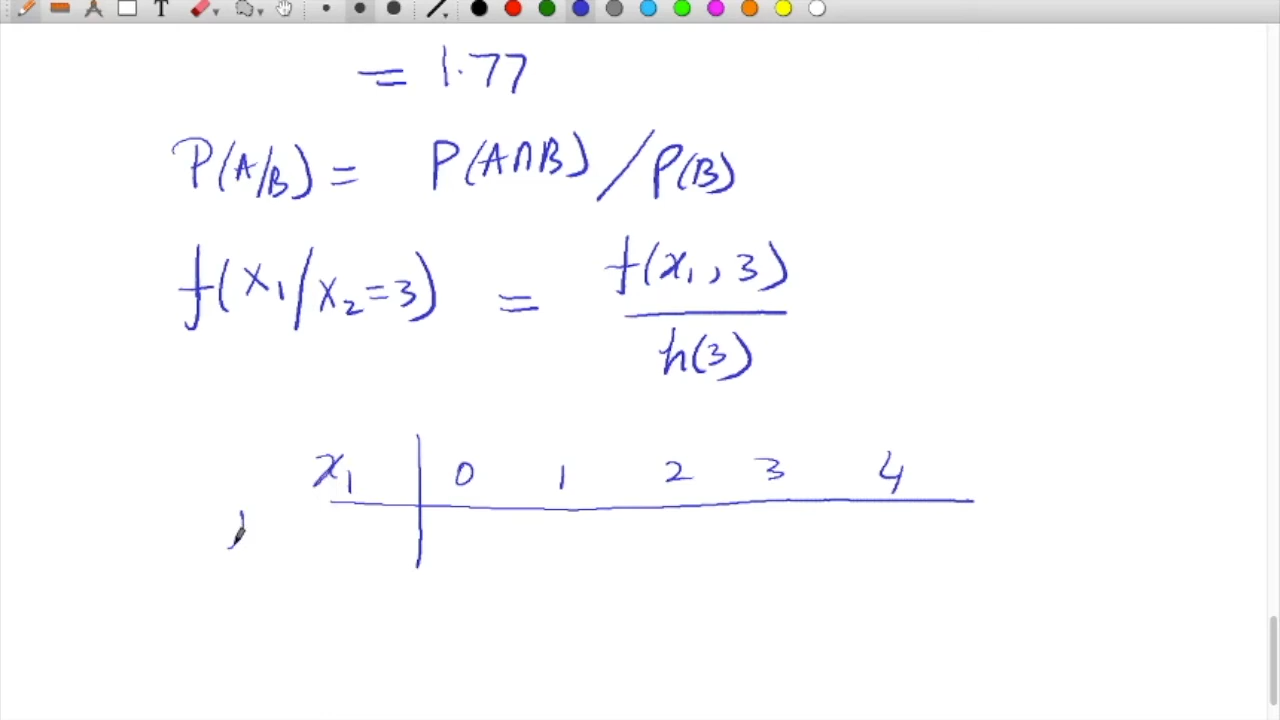 = 1.77
P(A/B) = P(A∩B) / P(B)
f(x₁/x₂=3) = f(x₁, 3) / h(3)
x₁ | 0 1 2 3 4